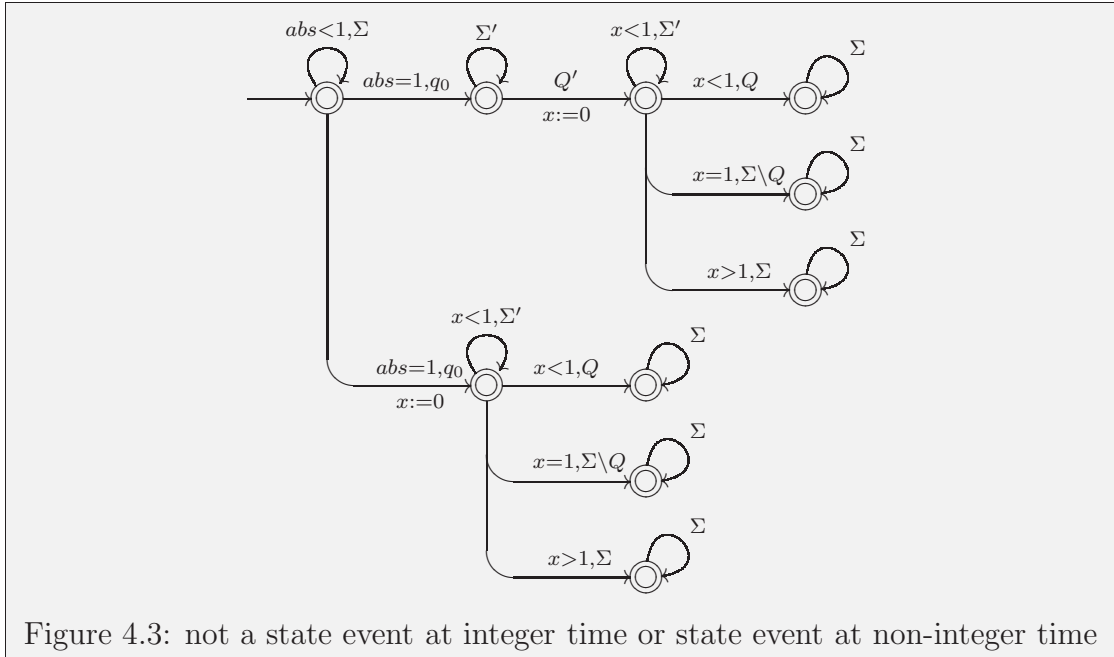 abs<1,Σ
Σ′
x<1,Σ′
Σ
abs=1,q₀
Q′
x:=0
x<1,Q
Σ
x=1,Σ\Q
Σ
x>1,Σ
x<1,Σ′
Σ
abs=1,q₀
x:=0
x<1,Q
Σ
x=1,Σ\Q
Σ
x>1,Σ
Figure 4.3: not a state event at integer time or state event at non-integer time